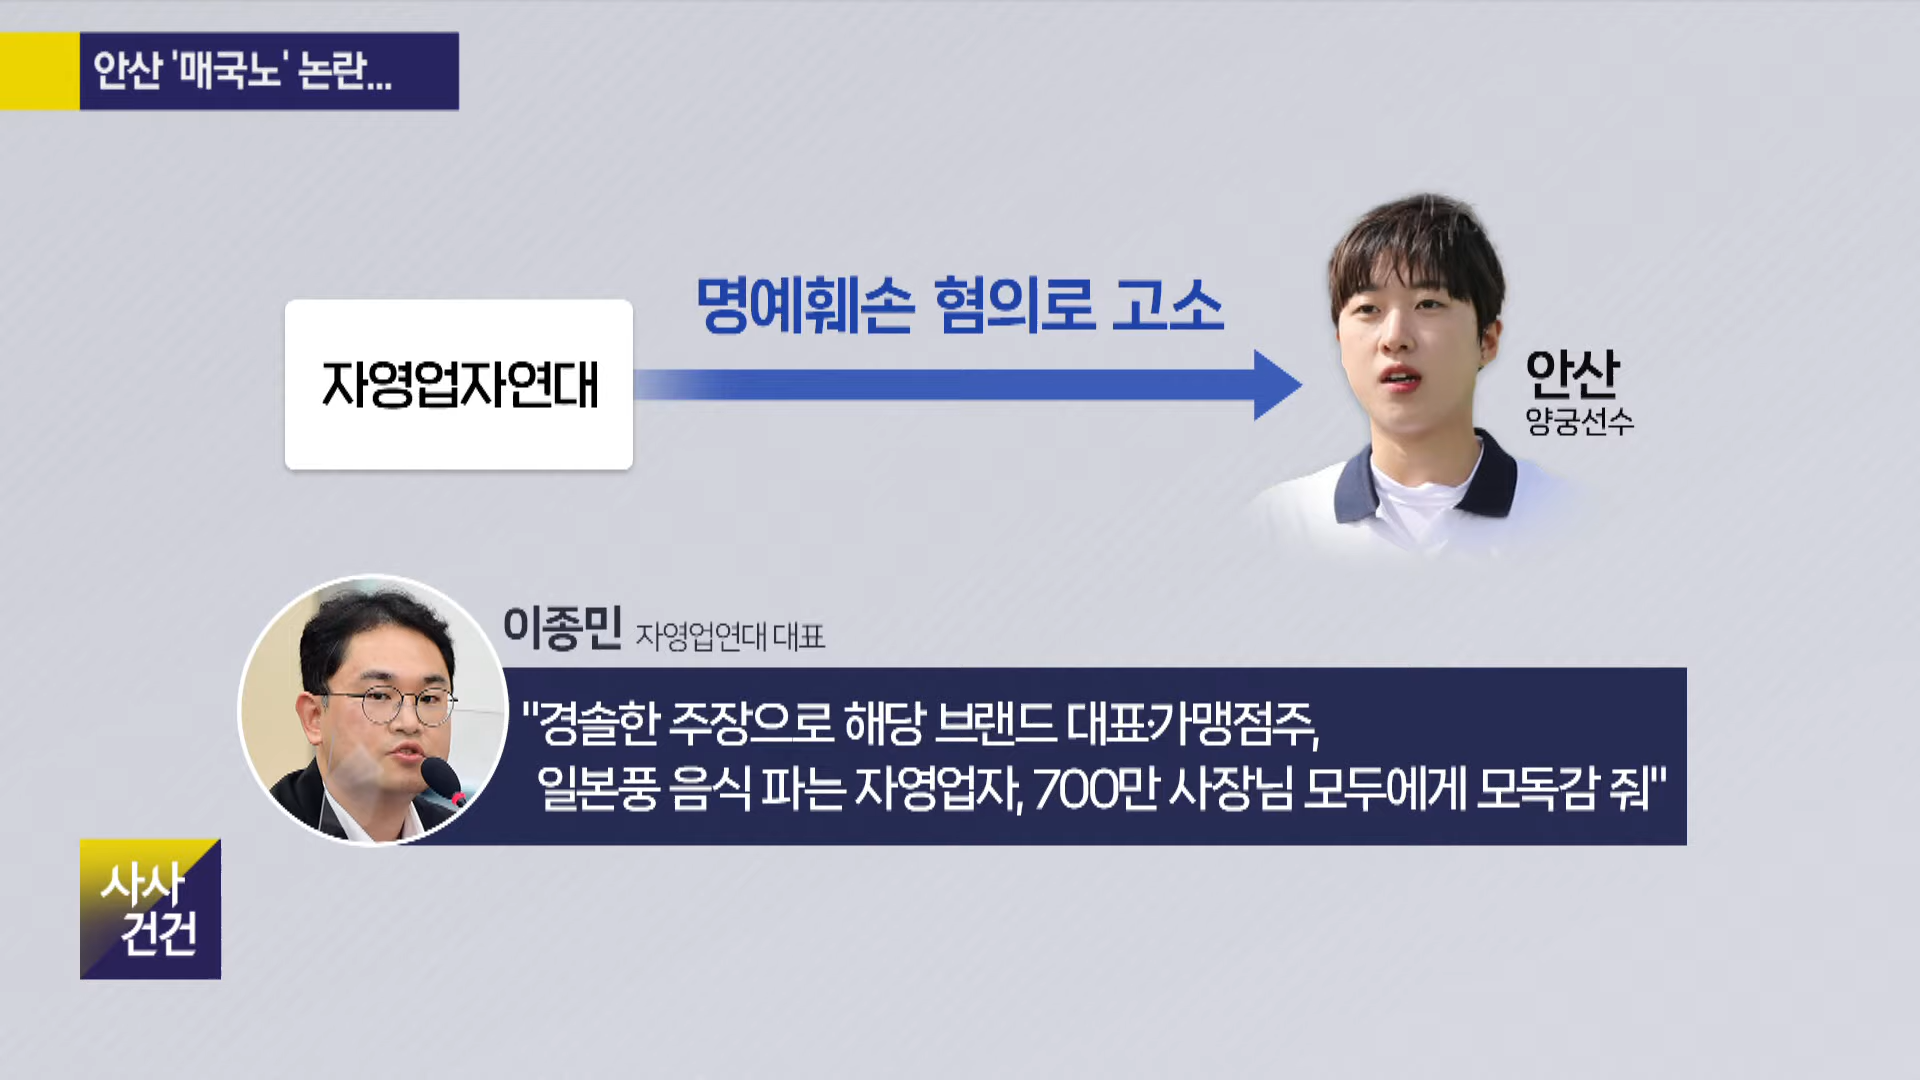 안산 '매국노' 논란...
명예훼손 혐의로 고소
자영업자연대
안산
양궁선수
이종민 자영업연대 대표
"경솔한 주장으로 해당 브랜드 대표·가맹점주,
일본풍 음식 파는 자영업자, 700만 사장님 모두에게 모독감 줘"
사사
건건